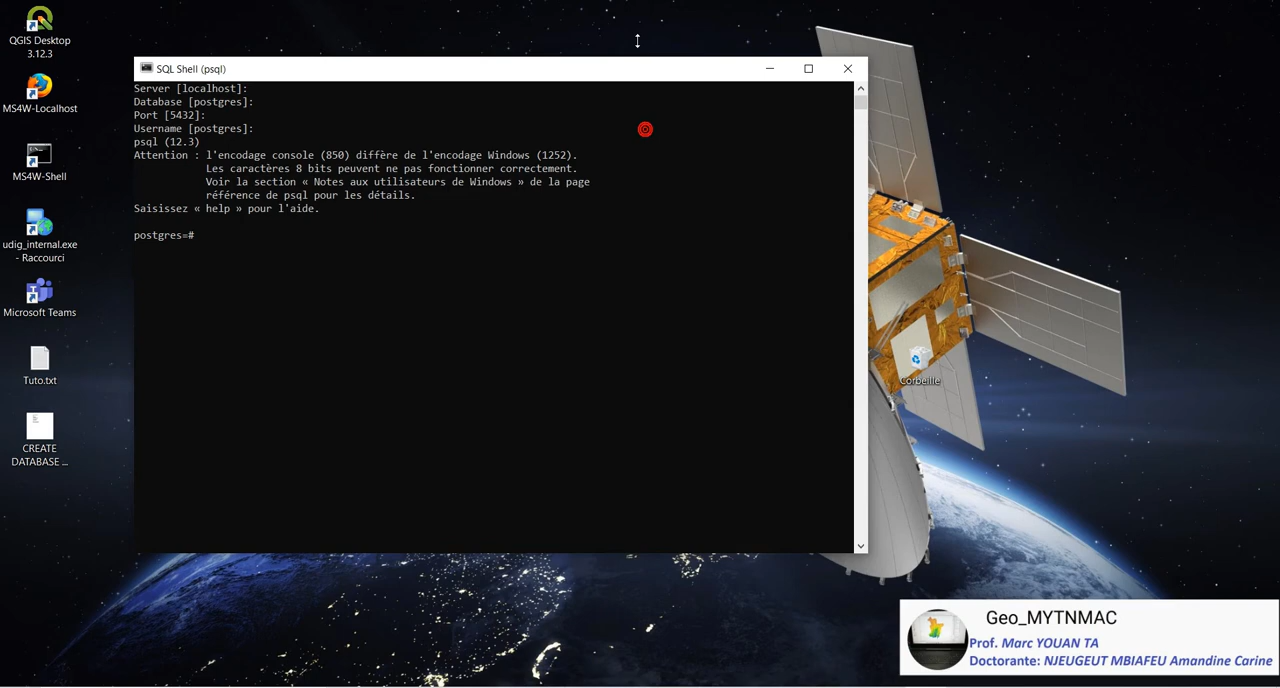 QGIS Desktop
3.12.3
MS4W-Localhost
MS4W-Shell
udig_internal.exe
- Raccourci
Microsoft Teams
Tuto.txt
CREATE
DATABASE ...
SQL Shell (psql)
Server [localhost]:
Database [postgres]:
Port [5432]:
Username [postgres]:
psql (12.3)
Attention : l'encodage console (850) diffère de l'encodage Windows (1252).
Les caractères 8 bits peuvent ne pas fonctionner correctement.
Voir la section « Notes aux utilisateurs de Windows » de la page
référence de psql pour les détails.
Saisissez « help » pour l'aide.
postgres=#
Corbeille
Geo_MYTNMAC
Prof. Marc YOUAN TA
Doctorante: NJEUGEUT MBIAFEU Amandine Carine